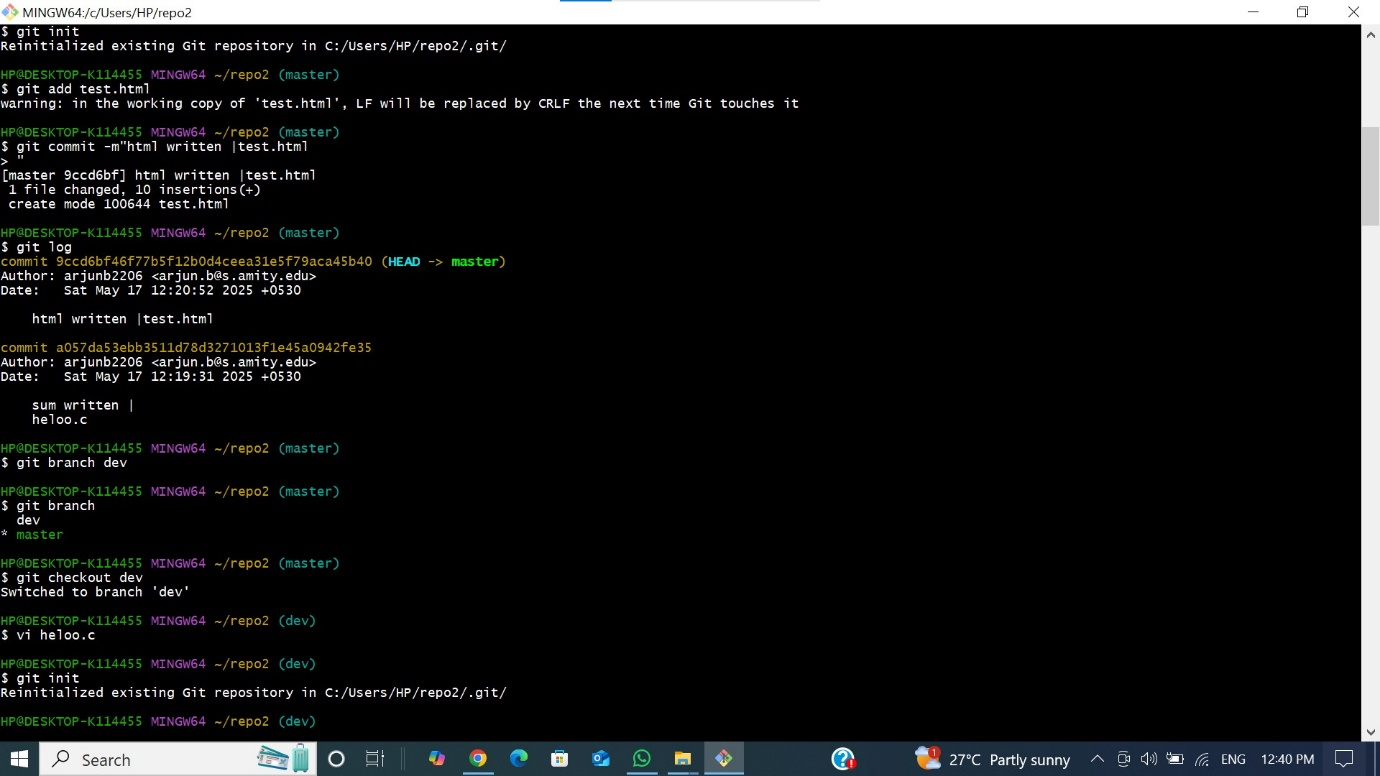 MINGW64:/c/Users/HP/repo2
$ git init
Reinitialized existing Git repository in C:/Users/HP/repo2/.git/
HP@DESKTOP-K114455 MINGW64 ~/repo2 (master)
$ git add test.html
warning: in the working copy of 'test.html', LF will be replaced by CRLF the next time Git touches it
HP@DESKTOP-K114455 MINGW64 ~/repo2 (master)
$ git commit -m"html written |test.html
> "
[master 9ccd6bf] html written |test.html
1 file changed, 10 insertions(+)
create mode 100644 test.html
HP@DESKTOP-K114455 MINGW64 ~/repo2 (master)
$ git log
commit 9ccd6bf46f77b5f12b0d4ceea31e5f79aca45b40 (HEAD -> master)
Author: arjunb2206 <arjun.b@s.amity.edu>
Date:   Sat May 17 12:20:52 2025 +0530
html written |test.html
commit a057da53ebb3511d78d3271013f1e45a0942fe35
Author: arjunb2206 <arjun.b@s.amity.edu>
Date:   Sat May 17 12:19:31 2025 +0530
sum written |
heloo.c
HP@DESKTOP-K114455 MINGW64 ~/repo2 (master)
$ git branch dev
HP@DESKTOP-K114455 MINGW64 ~/repo2 (master)
$ git branch
dev
* master
HP@DESKTOP-K114455 MINGW64 ~/repo2 (master)
$ git checkout dev
Switched to branch 'dev'
HP@DESKTOP-K114455 MINGW64 ~/repo2 (dev)
$ vi heloo.c
HP@DESKTOP-K114455 MINGW64 ~/repo2 (dev)
$ git init
Reinitialized existing Git repository in C:/Users/HP/repo2/.git/
HP@DESKTOP-K114455 MINGW64 ~/repo2 (dev)
Search
1
27°C Partly sunny
ENG
12:40 PM